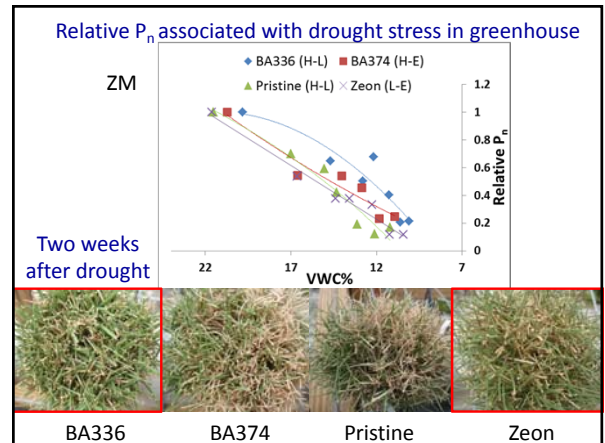 Relative Pn associated with drought stress in greenhouse
ZM
BA336 (H-L) BA374 (H-E)
Pristine (H-L) Zeon (L-E)
1.2
1
0.8
0.6
0.4
0.2
0
Relative Pn
22 17 12 7
VWC%
Two weeks
after drought
BA336 BA374 Pristine Zeon